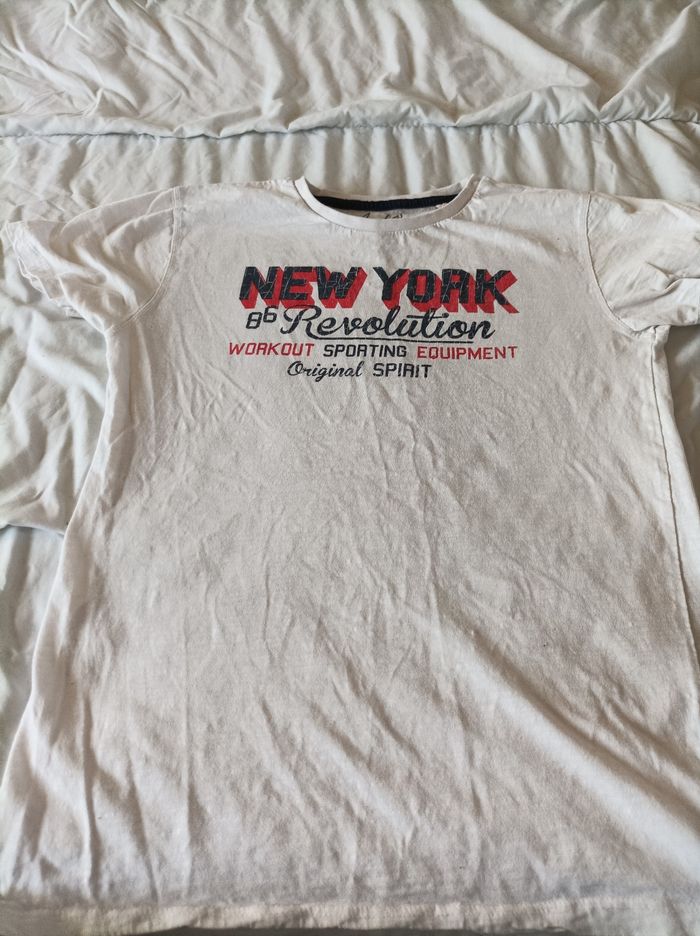 NEW YORK
86 Revolution
WORKOUT SPORTING EQUIPMENT
Original SPIRIT